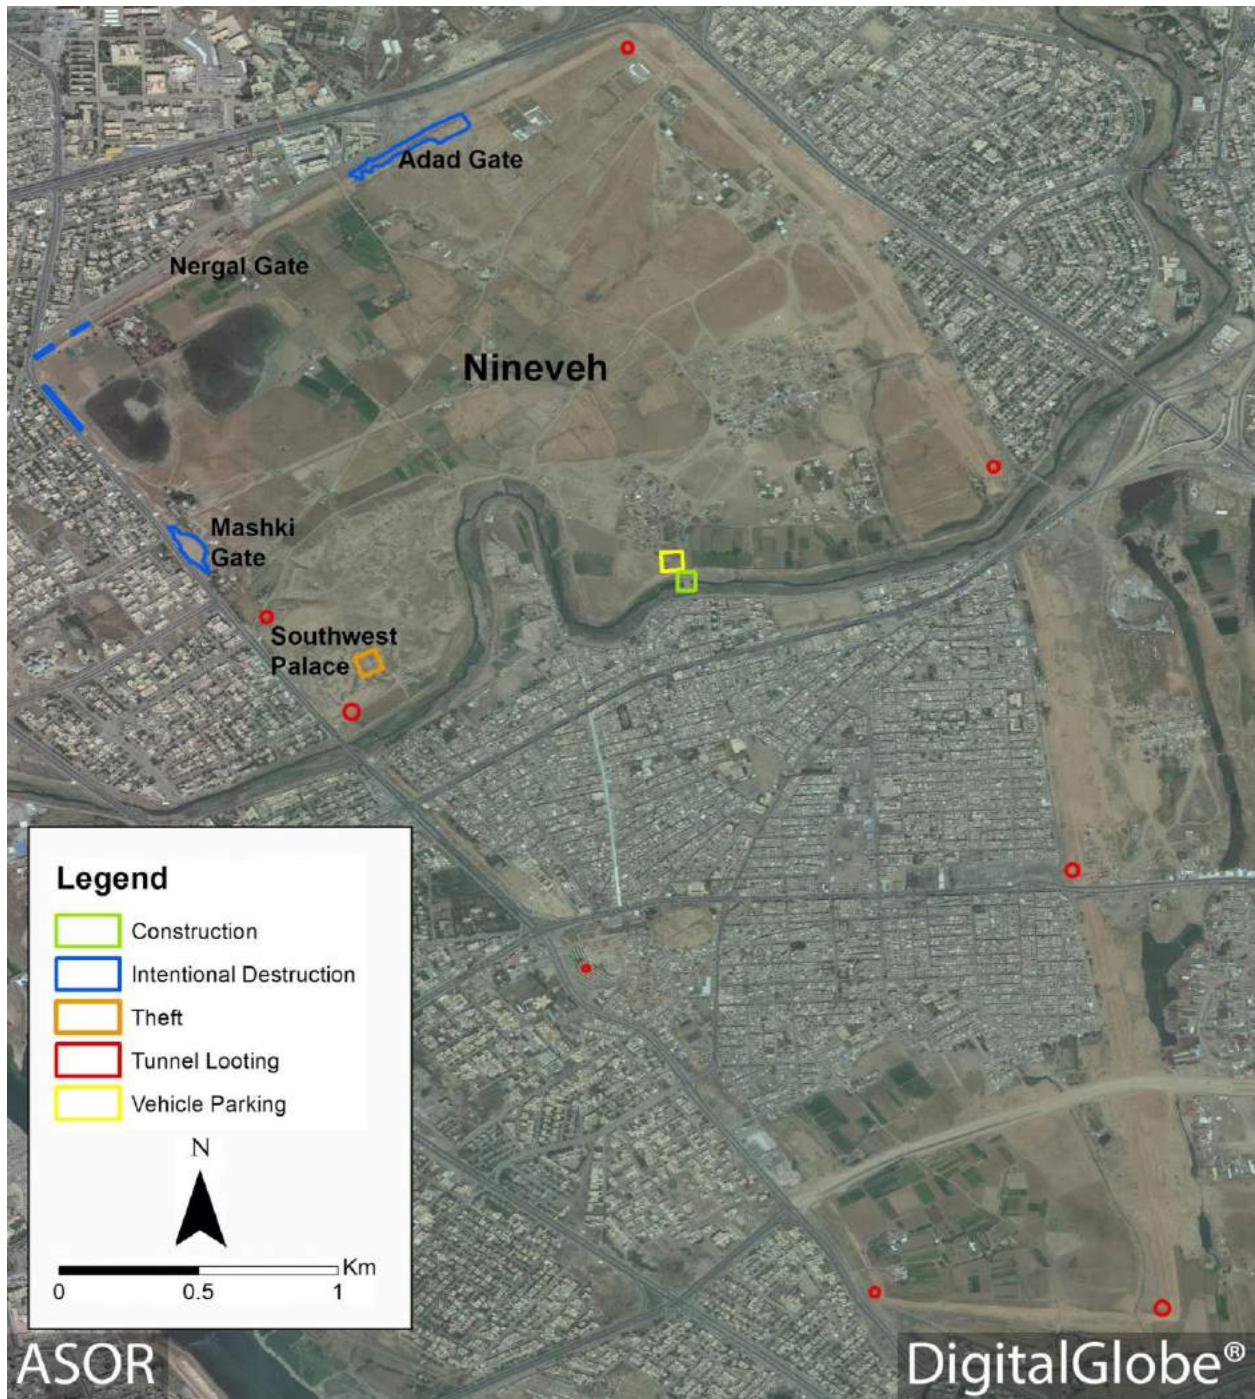 Adad Gate
Nergal Gate
Nineveh
Mashki
Gate
Southwest
Palace
Legend
Construction
Intentional Destruction
Theft
Tunnel Looting
Vehicle Parking
N
Km
0 0.5 1
ASOR
DigitalGlobe®